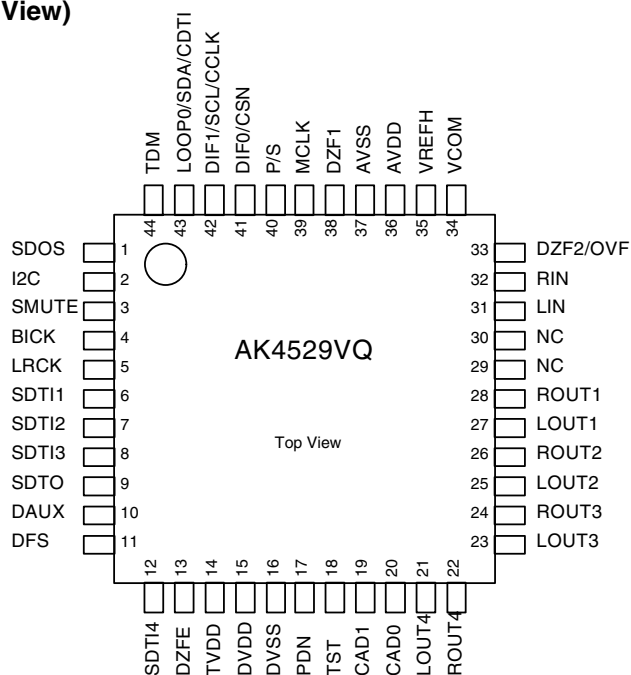 View)
TDM
LOOP0/SDA/CDTI
DIF1/SCL/CCLK
DIF0/CSN
P/S
MCLK
DZF1
AVSS
AVDD
VREFH
VCOM
44
43
42
41
40
39
38
37
36
35
34
SDOS 1
I2C 2
SMUTE 3
BICK 4
LRCK 5
SDTI1 6
SDTI2 7
SDTI3 8
SDTO 9
DAUX 10
DFS 11
AK4529VQ
Top View
33 DZF2/OVF
32 RIN
31 LIN
30 NC
29 NC
28 ROUT1
27 LOUT1
26 ROUT2
25 LOUT2
24 ROUT3
23 LOUT3
12
13
14
15
16
17
18
19
20
21
22
SDTI4
DZFE
TVDD
DVDD
DVSS
PDN
TST
CAD1
CAD0
LOUT4
ROUT4